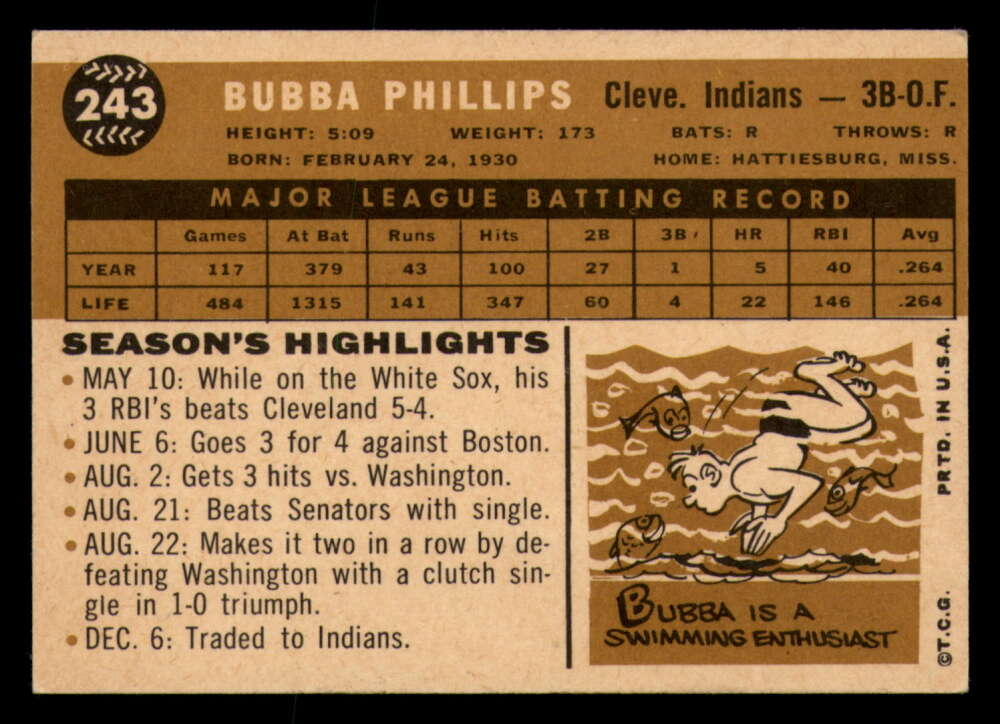 243
BUBBA PHILLIPS Cleve. Indians — 3B-O.F.
HEIGHT: 5:09 WEIGHT: 173 BATS: R THROWS: R
BORN: FEBRUARY 24, 1930 HOME: HATTIESBURG, MISS.
MAJOR LEAGUE BATTING RECORD
Games At Bat Runs Hits 2B 3B HR RBI Avg
YEAR 117 379 43 100 27 1 5 40 .264
LIFE 484 1315 141 347 60 4 22 146 .264
SEASON'S HIGHLIGHTS
• MAY 10: While on the White Sox, his
3 RBI's beats Cleveland 5-4.
• JUNE 6: Goes 3 for 4 against Boston.
• AUG. 2: Gets 3 hits vs. Washington.
• AUG. 21: Beats Senators with single.
• AUG. 22: Makes it two in a row by de-
feating Washington with a clutch sin-
gle in 1-0 triumph.
• DEC. 6: Traded to Indians.
BUBBA IS A
SWIMMING ENTHUSIAST
©T.C.G. PRTD. IN U.S.A.